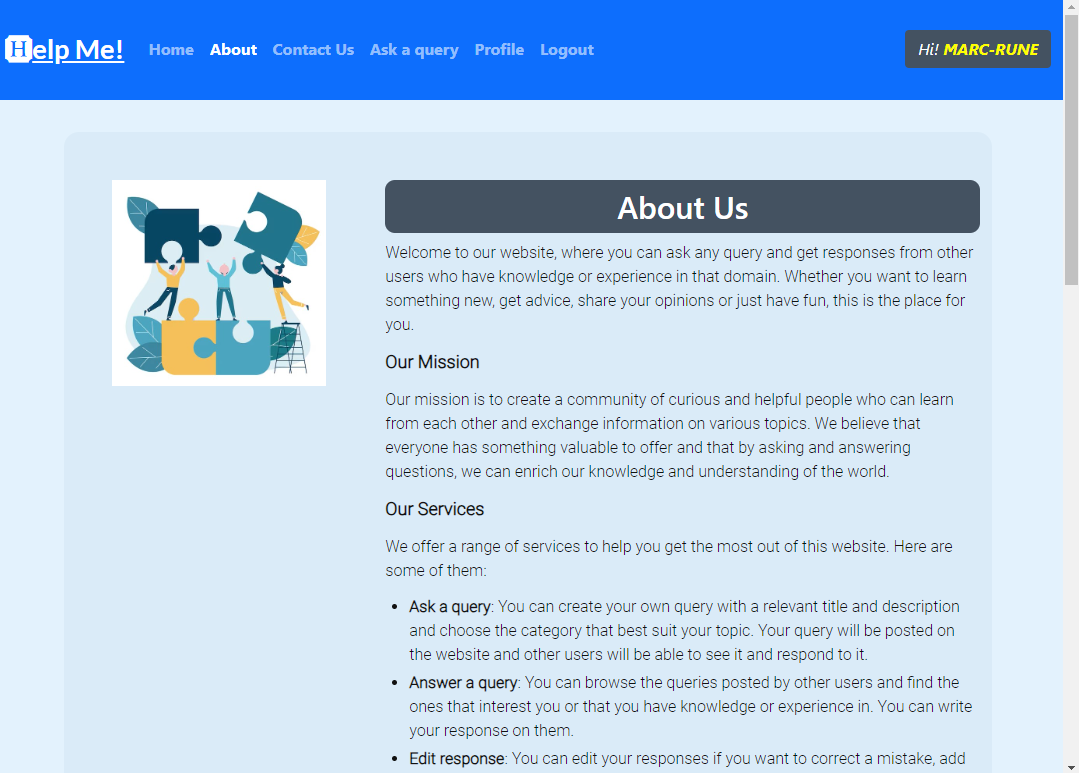 Help Me!
Home About Contact Us Ask a query Profile Logout
Hi! MARC-RUNE
About Us
Welcome to our website, where you can ask any query and get responses from other
users who have knowledge or experience in that domain. Whether you want to learn
something new, get advice, share your opinions or just have fun, this is the place for
you.
Our Mission
Our mission is to create a community of curious and helpful people who can learn
from each other and exchange information on various topics. We believe that
everyone has something valuable to offer and that by asking and answering
questions, we can enrich our knowledge and understanding of the world.
Our Services
We offer a range of services to help you get the most out of this website. Here are
some of them:
• Ask a query: You can create your own query with a relevant title and description
and choose the category that best suit your topic. Your query will be posted on
the website and other users will be able to see it and respond to it.
• Answer a query: You can browse the queries posted by other users and find the
ones that interest you or that you have knowledge or experience in. You can write
your response on them.
• Edit response: You can edit your responses if you want to correct a mistake, add